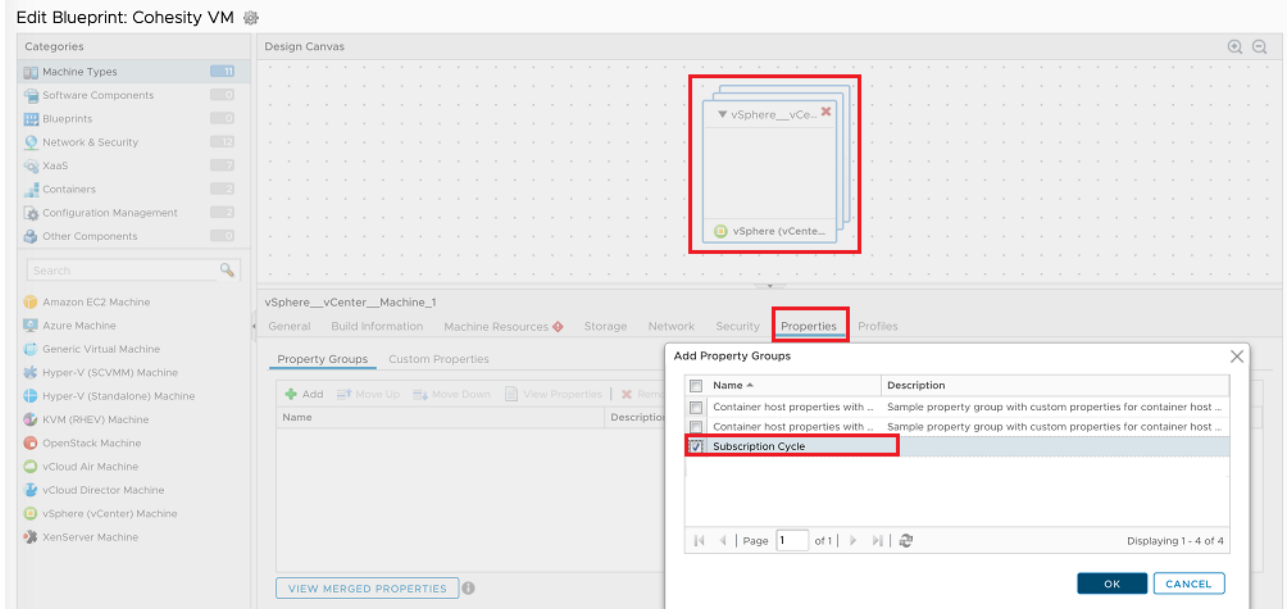 Edit Blueprint: Cohesity VM
Categories
Machine Types 11
Software Components 0
Blueprints 0
Network & Security 12
XaaS 7
Containers 2
Configuration Management 2
Other Components 0
Search
Amazon EC2 Machine
Azure Machine
Generic Virtual Machine
Hyper-V (SCVMM) Machine
Hyper-V (Standalone) Machine
KVM (RHEV) Machine
OpenStack Machine
vCloud Air Machine
vCloud Director Machine
vSphere (vCenter) Machine
XenServer Machine
Design Canvas
vSphere__vCe...
vSphere (vCente...
vSphere__vCenter__Machine_1
General Build Information Machine Resources Storage Network Security Properties Profiles
Property Groups Custom Properties
Add Move Up Move Down View Properties Remo
Name Description
VIEW MERGED PROPERTIES
Add Property Groups
Name Description
Container host properties with ... Sample property group with custom properties for container host ...
Container host properties with ... Sample property group with custom properties for container host ...
Subscription Cycle
Page 1 of 1 Displaying 1 - 4 of 4
OK CANCEL